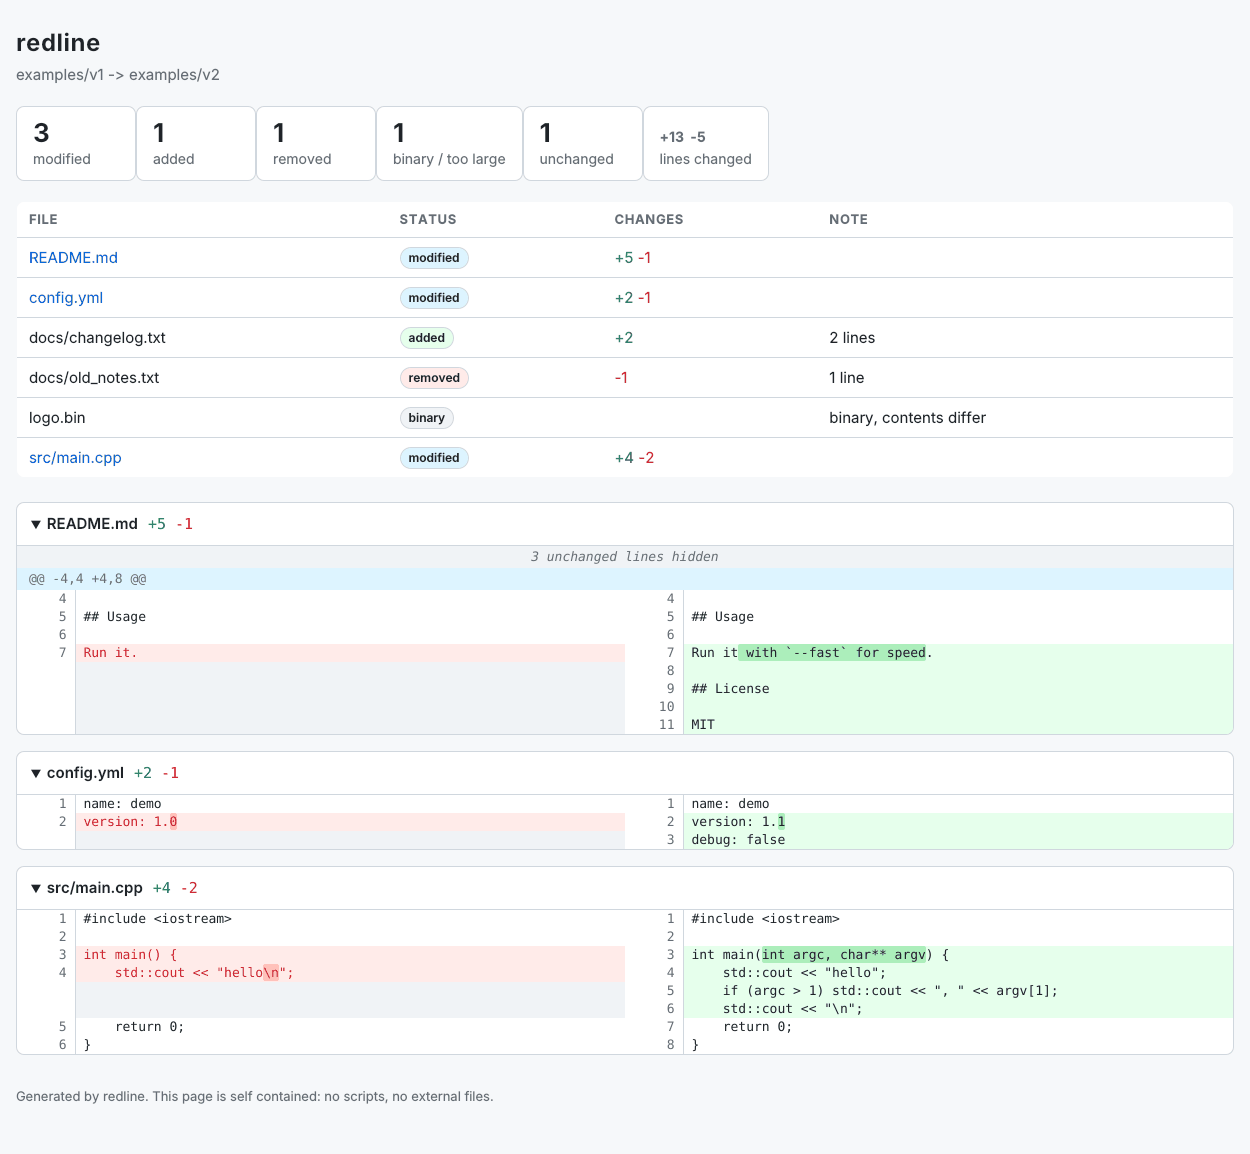 redline
examples/v1 -> examples/v2
3 1 1 1 1 +13 -5
modified added removed binary / too large unchanged lines changed
FILE STATUS CHANGES NOTE
README.md modified +5 -1
config.yml modified +2 -1
docs/changelog.txt added +2 2 lines
docs/old_notes.txt removed -1 1 line
logo.bin binary binary, contents differ
src/main.cpp modified +4 -2
▼ README.md +5 -1
3 unchanged lines hidden
@@ -4,4 +4,8 @@
4 4
5 ## Usage 5 ## Usage
6 6
7 Run it. 7 Run it with `--fast` for speed.
8
9 ## License
10
11 MIT
▼ config.yml +2 -1
1 name: demo 1 name: demo
2 version: 1.0 2 version: 1.1
3 debug: false
▼ src/main.cpp +4 -2
1 #include <iostream> 1 #include <iostream>
2 2
3 int main() { 3 int main(int argc, char** argv) {
4 std::cout << "hello\n"; 4 std::cout << "hello";
5 if (argc > 1) std::cout << ", " << argv[1];
6 std::cout << "\n";
5 return 0; 7 return 0;
6 } 8 }
Generated by redline. This page is self contained: no scripts, no external files.